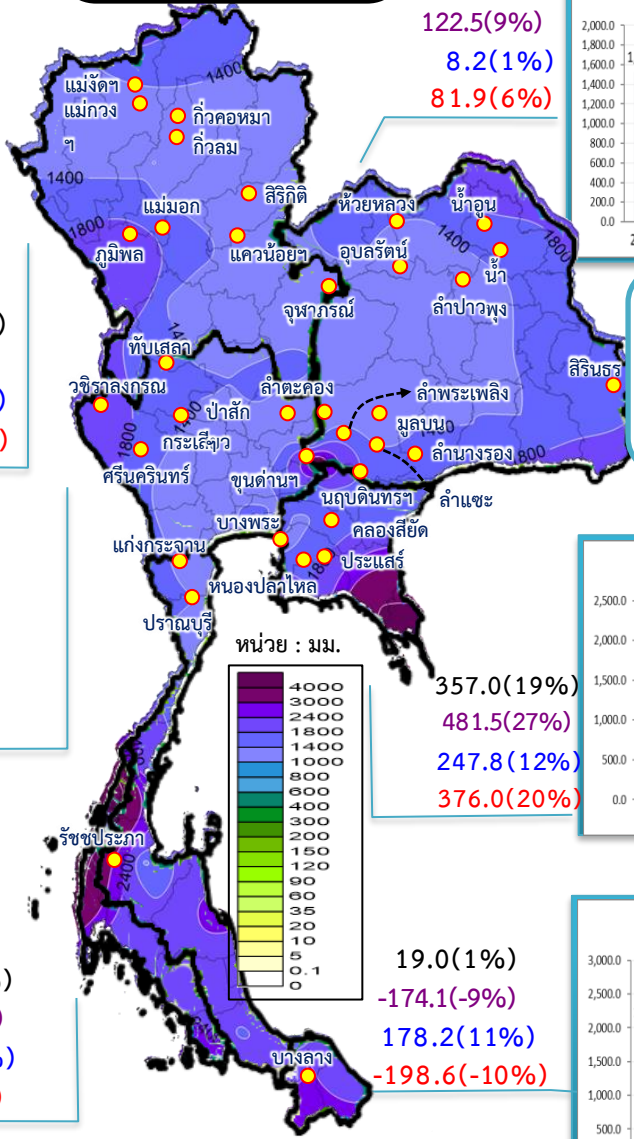 122.5(9%)
8.2(1%)
81.9(6%)
2,000.0
1,800.0
1,600.0
1,400.0
1,200.0
1,000.0
800.0
600.0
400.0
200.0
0.0
1400
แม่งัดฯ
แม่กวง
ฯ
กิ่วคอหมา
กิ่วลม
1400
สิริกิติ์
แม่มอก
ห้วยหลวง
น้ำอูน
1800
1400
1800
ภูมิพล
แควน้อยฯ
อุบลรัตน์
น้ำ
พุง
จุฬาภรณ์
ลำปาว
ทับเสลา
สิรินธร
วชิราลงกรณ
ลำตะคอง
ลำพระเพลิง
ป่าสัก
1400
มูลบน
1800
กระเสียว
1400
ลำนางรอง
1800
ศรีนครินทร์
ขุนด่านฯ
นฤบดินทรฯ
ลำแซะ
บางพระ
คลองสียัด
แก่งกระจาน
ประแสร์
หนองปลาไหล
ปราณบุรี
หน่วย : มม.
4000
3000
2400
1800
1400
1000
800
600
400
300
200
150
120
90
60
35
20
10
5
0.1
0
357.0(19%)
481.5(27%)
247.8(12%)
376.0(20%)
2,500.0
2,000.0
1,500.0
1,000.0
500.0
0.0
รัชชประภา
2400
19.0(1%)
-174.1(-9%)
178.2(11%)
-198.6(-10%)
3,000.0
2,500.0
2,000.0
1,500.0
1,000.0
500.0
บางลาง